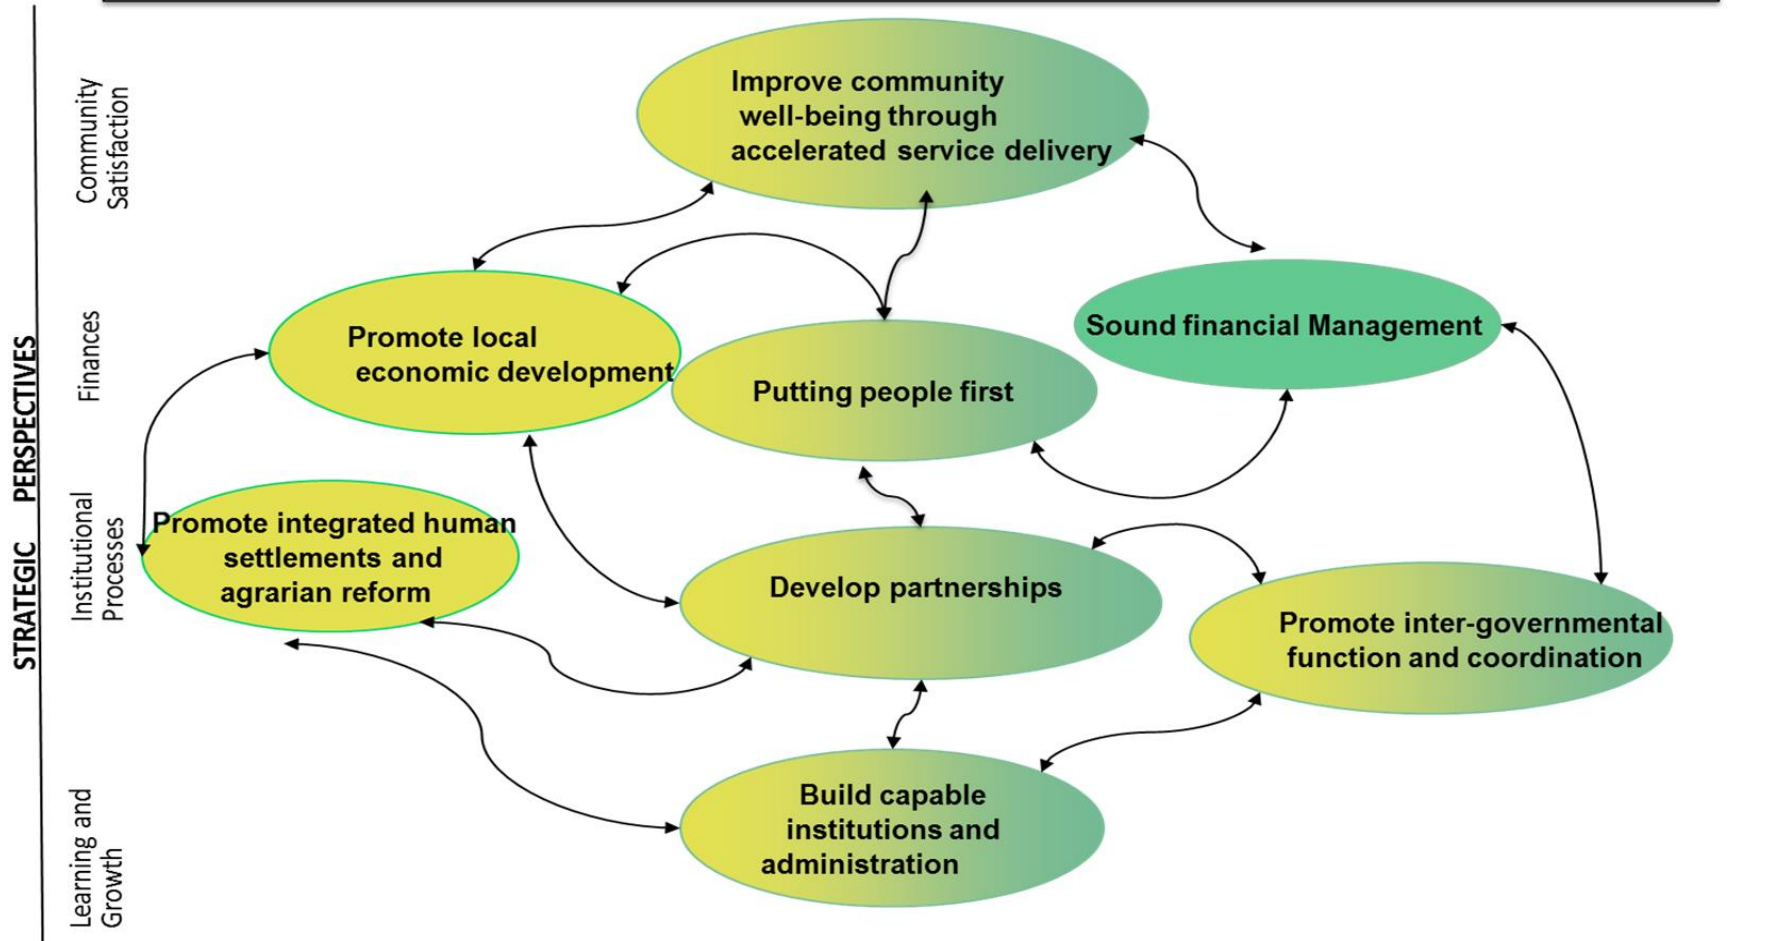 STRATEGIC PERSPECTIVES
Community
Satisfaction
Finances
Institutional
Processes
Learning and
Growth
Improve community
well-being through
accelerated service delivery
Promote local
economic development
Putting people first
Sound financial Management
Promote integrated human
settlements and
agrarian reform
Develop partnerships
Promote inter-governmental
function and coordination
Build capable
institutions and
administration